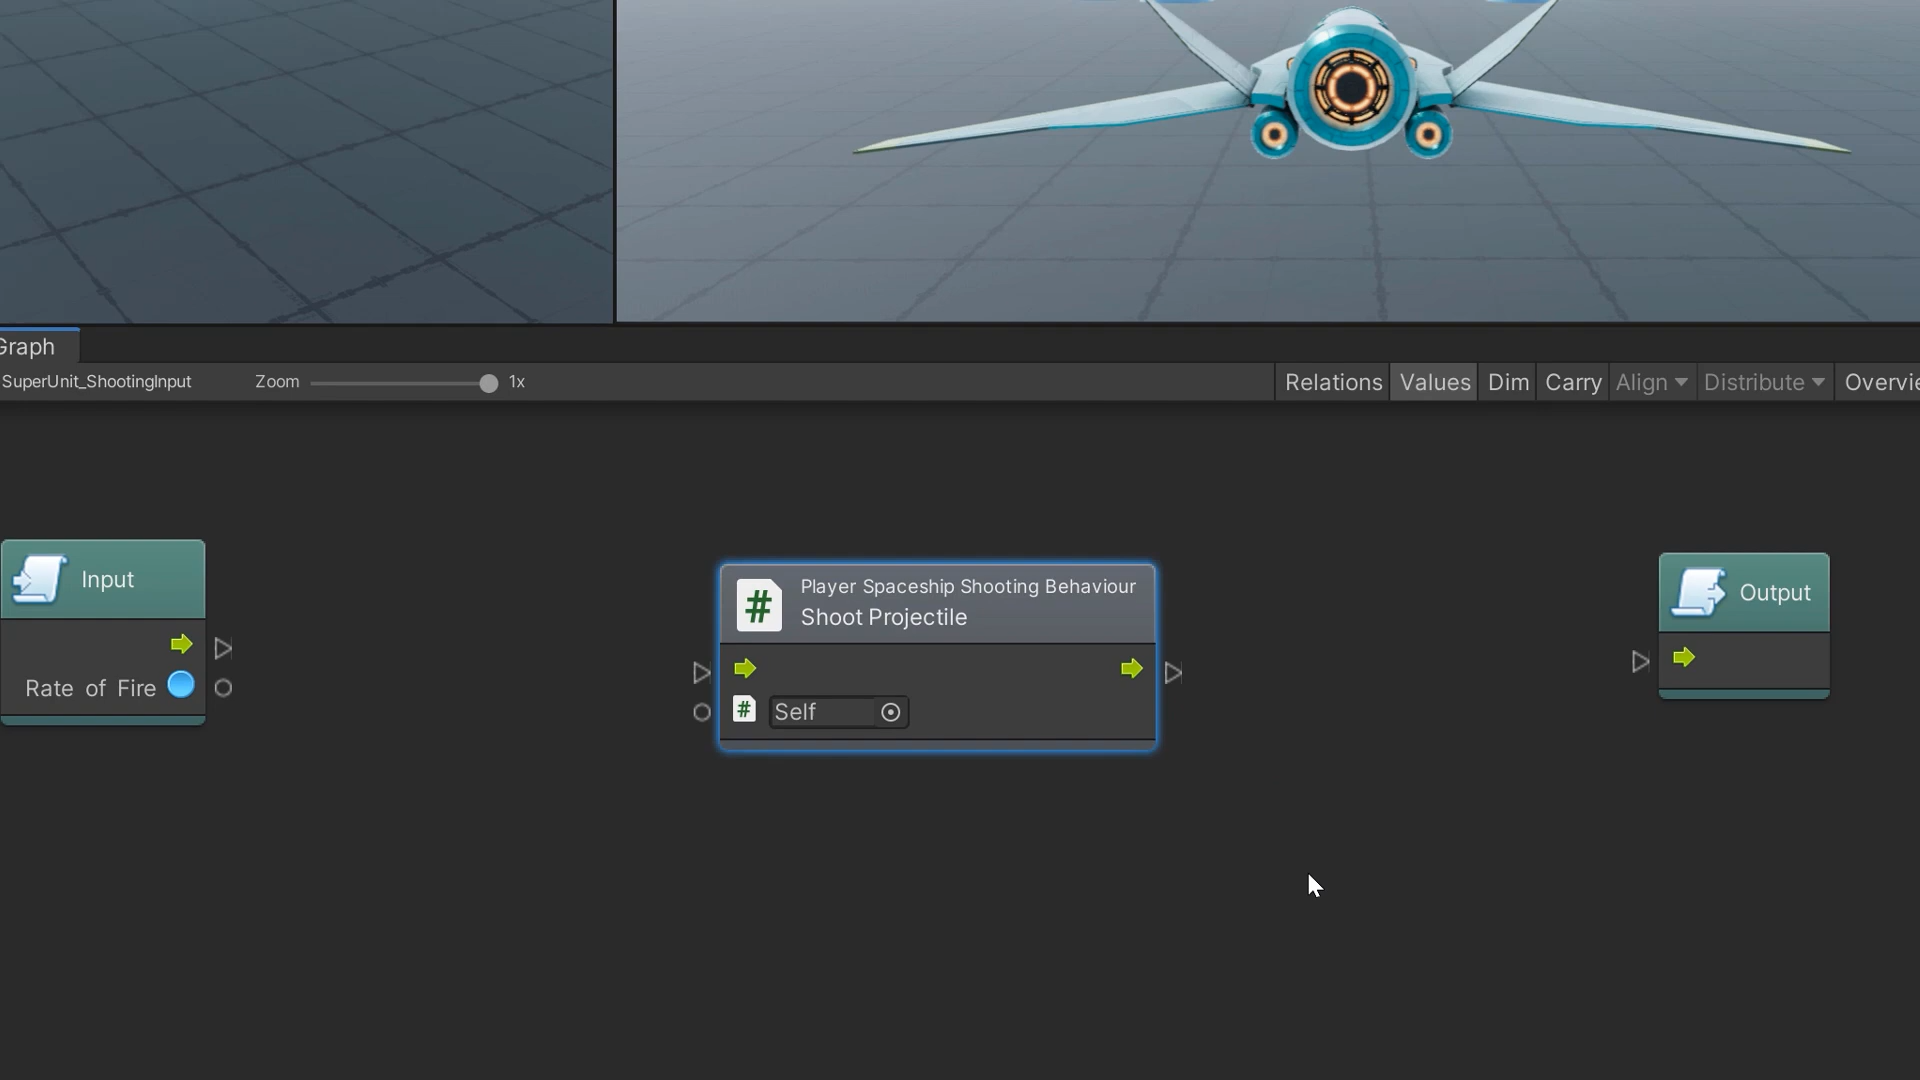 Graph
SuperUnit_ShootingInput
Zoom
1x
Relations
Values
Dim
Carry
Align
Distribute
Overvie
Input
Rate of Fire
Player Spaceship Shooting Behaviour
Shoot Projectile
Self
Output